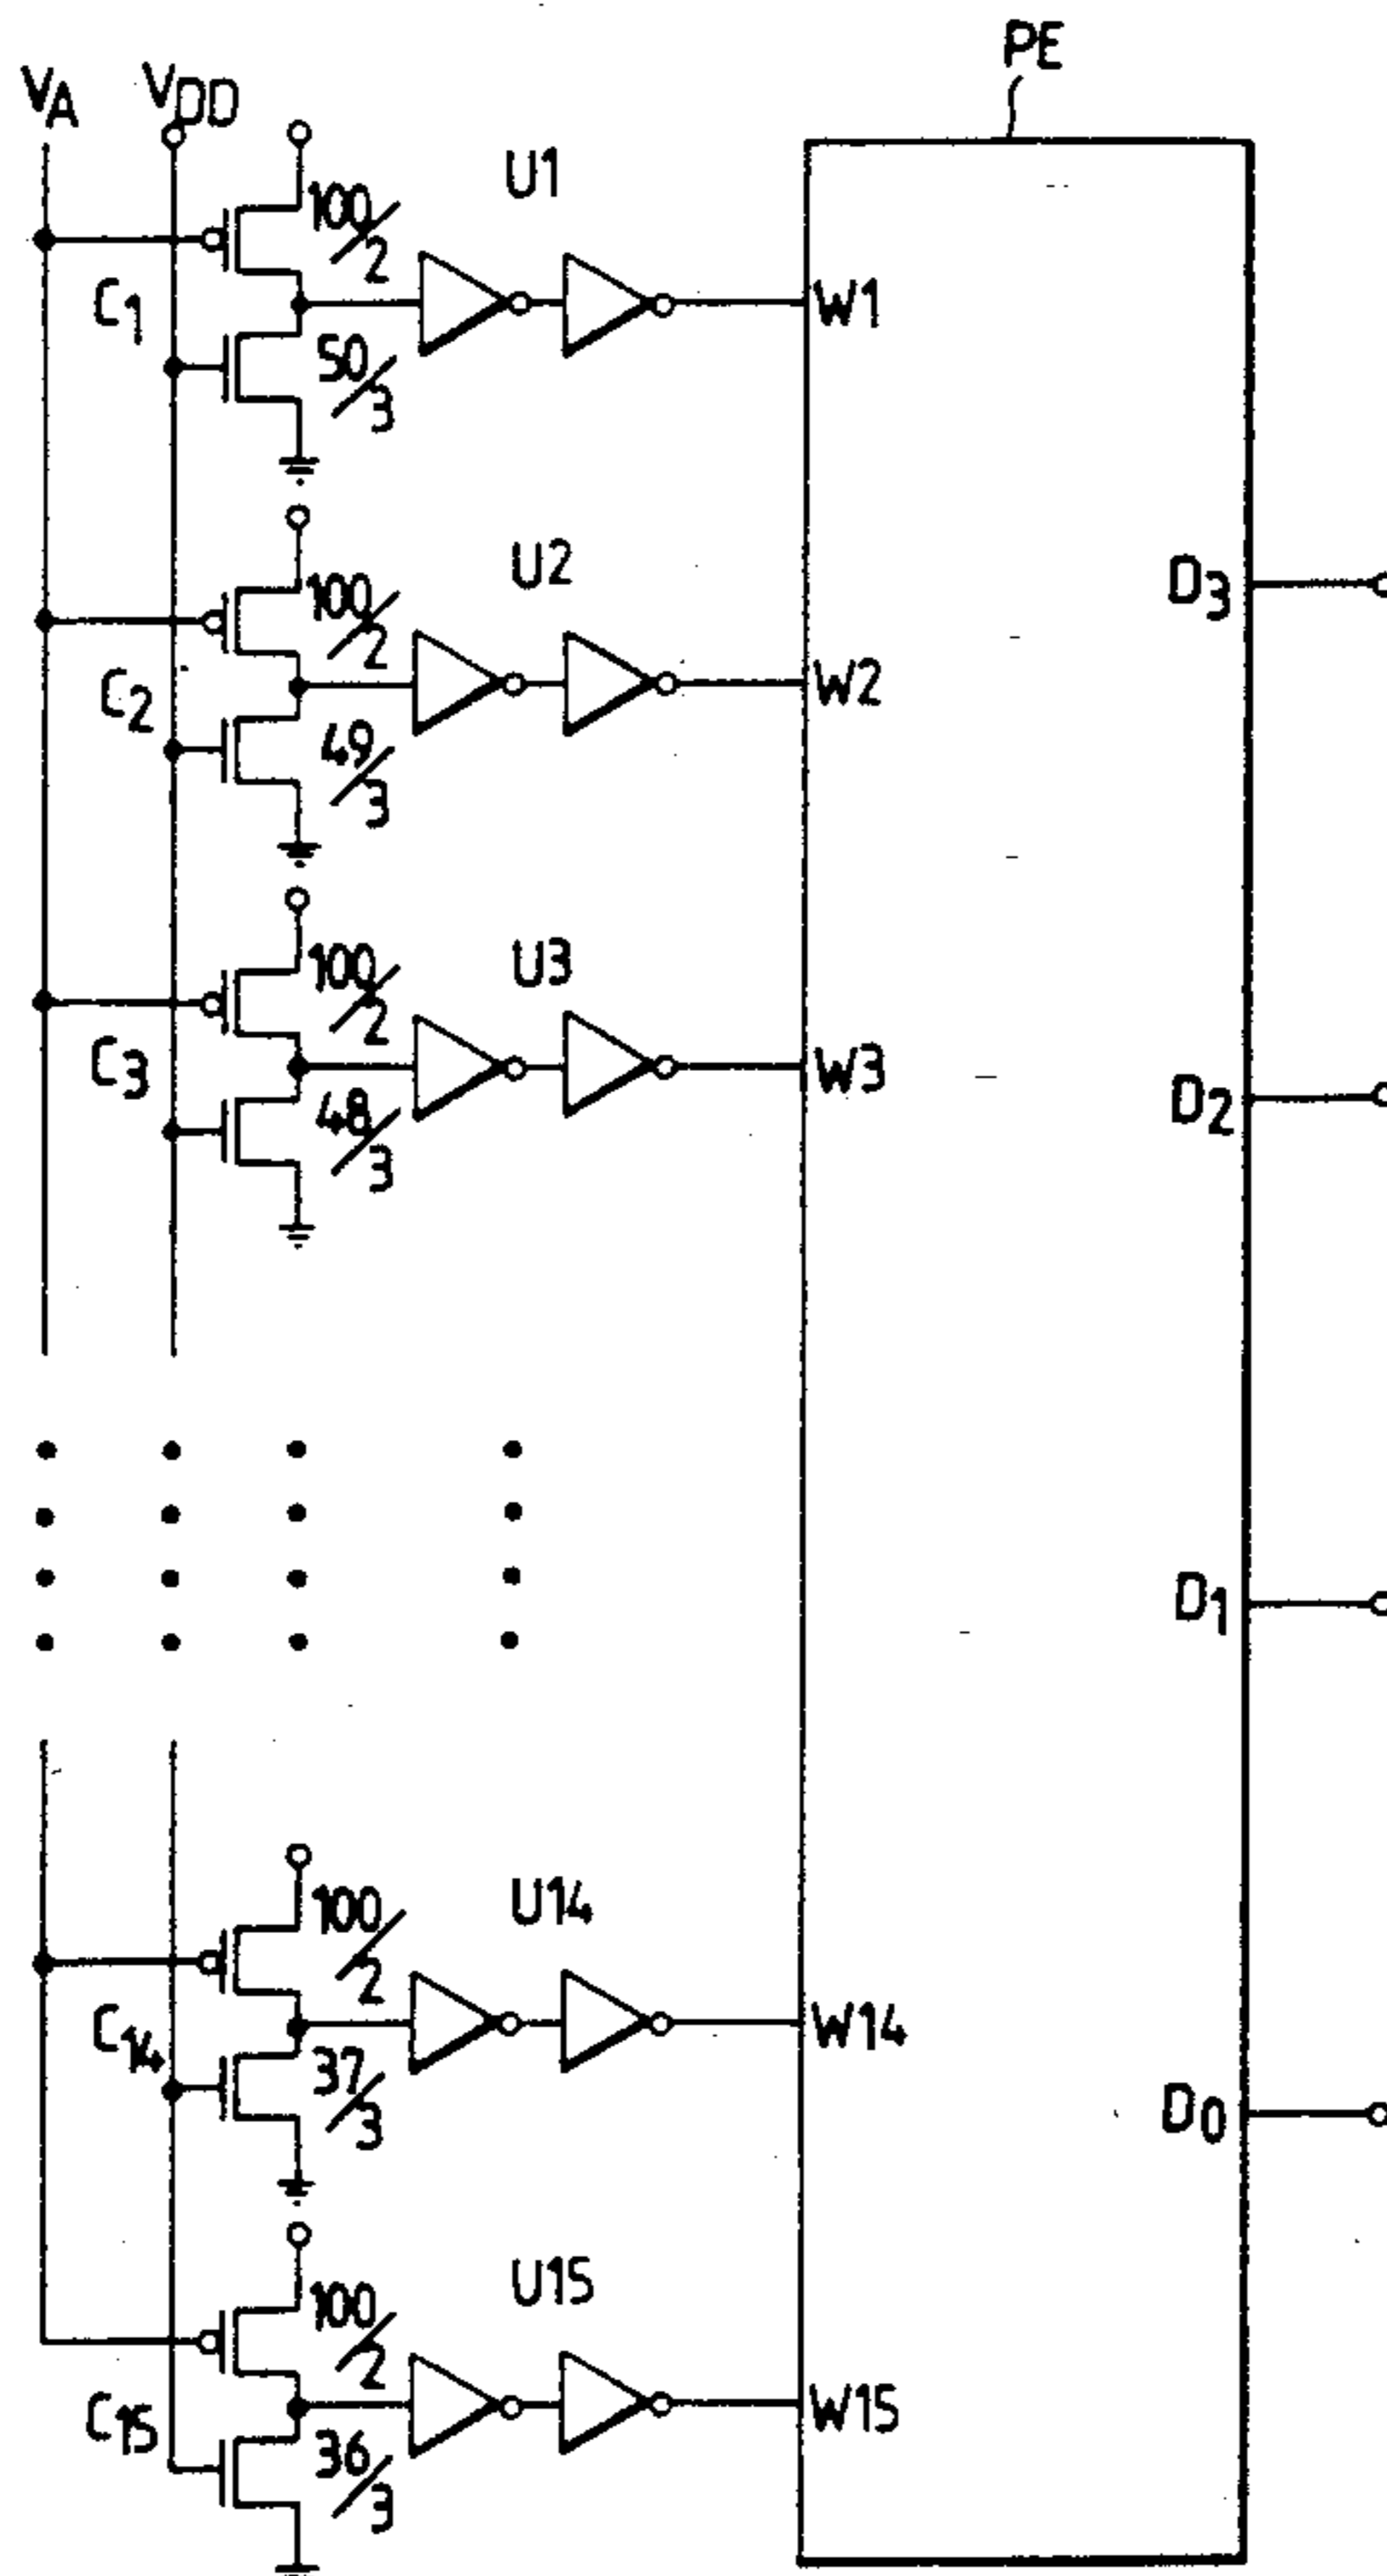 PE
VA VDD
U1
100/2
C1
W1
50/3
U2
100/2
D3
C2
W2
49/3
U3
100/2
C3
W3
D2
48/3
D1
U14
100/2
C14
W14
37/3
D0
U15
100/2
C15
W15
36/3